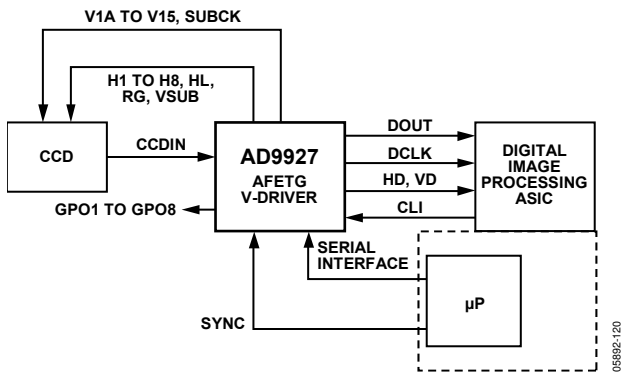 V1A TO V15, SUBCK
H1 TO H8, HL,
RG, VSUB
CCD
CCDIN
AD9927
AFETG
V-DRIVER
DOUT
DCLK
HD, VD
CLI
DIGITAL
IMAGE
PROCESSING
ASIC
GPO1 TO GPO8
SERIAL
INTERFACE
µP
SYNC
05892-120